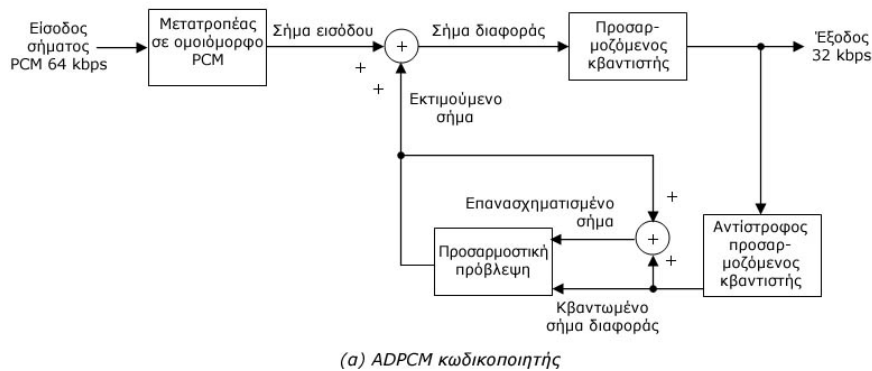 Είσοδος
σήματος
PCM 64 kbps
Μετατροπέας
σε ομοιόμορφο
PCM
Σήμα εισόδου
+
+
+
Σήμα διαφοράς
Προσαρ-
μοζόμενος
κβαντιστής
Έξοδος
32 kbps
Εκτιμούμενο
σήμα
Επανασχηματισμένο
σήμα
+
+
+
Προσαρμοστική
πρόβλεψη
Αντίστροφος
προσαρ-
μοζόμενος
κβαντιστής
Κβαντωμένο
σήμα διαφοράς
(α) ADPCM κωδικοποιητής